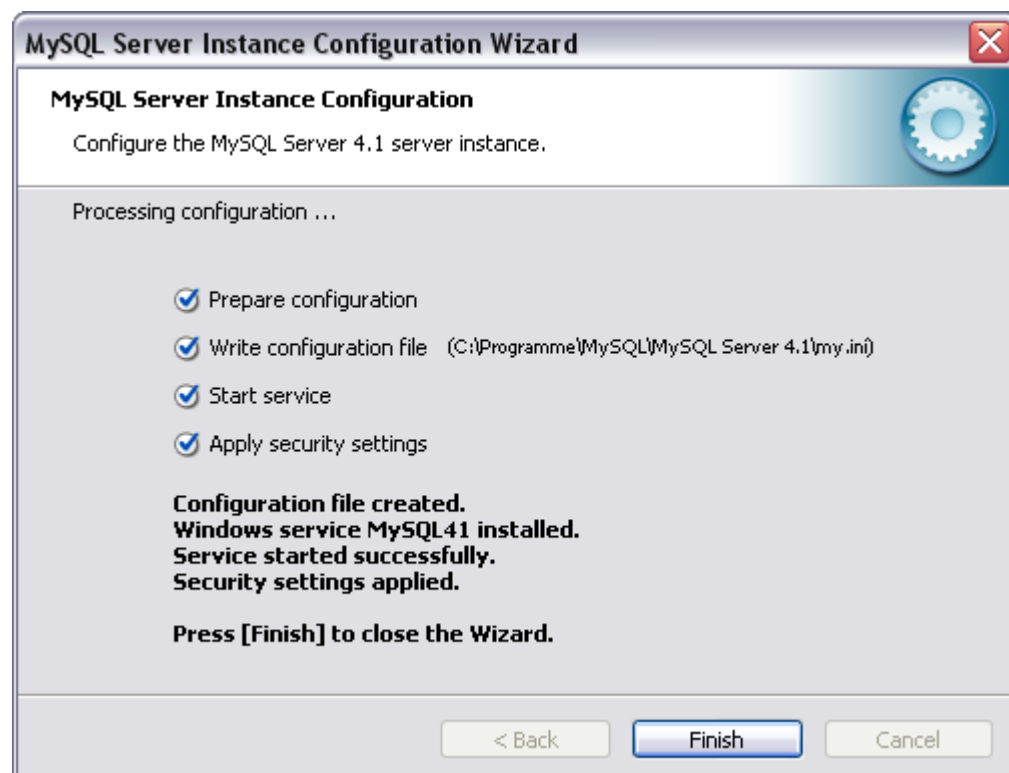 MySQL Server Instance Configuration Wizard
MySQL Server Instance Configuration
Configure the MySQL Server 4.1 server instance.
Processing configuration ...
Prepare configuration
Write configuration file (C:\Programme\MySQL\MySQL Server 4.1\my.ini)
Start service
Apply security settings
Configuration file created.
Windows service MySQL41 installed.
Service started successfully.
Security settings applied.
Press [Finish] to close the Wizard.
< Back Finish Cancel